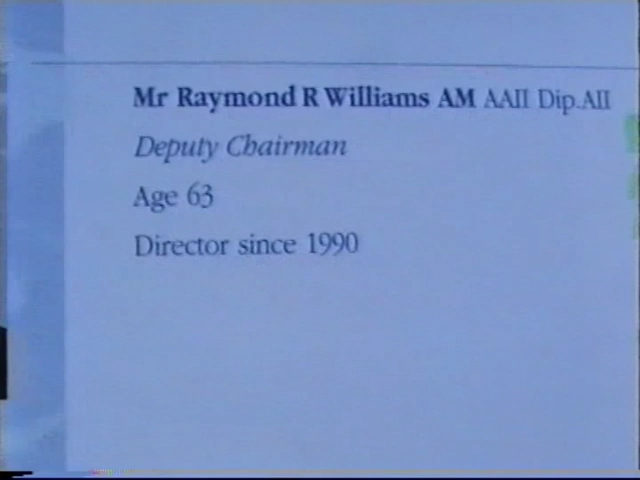 Mr Raymond R Williams AM AAII Dip.AII
Deputy Chairman
Age 63
Director since 1990